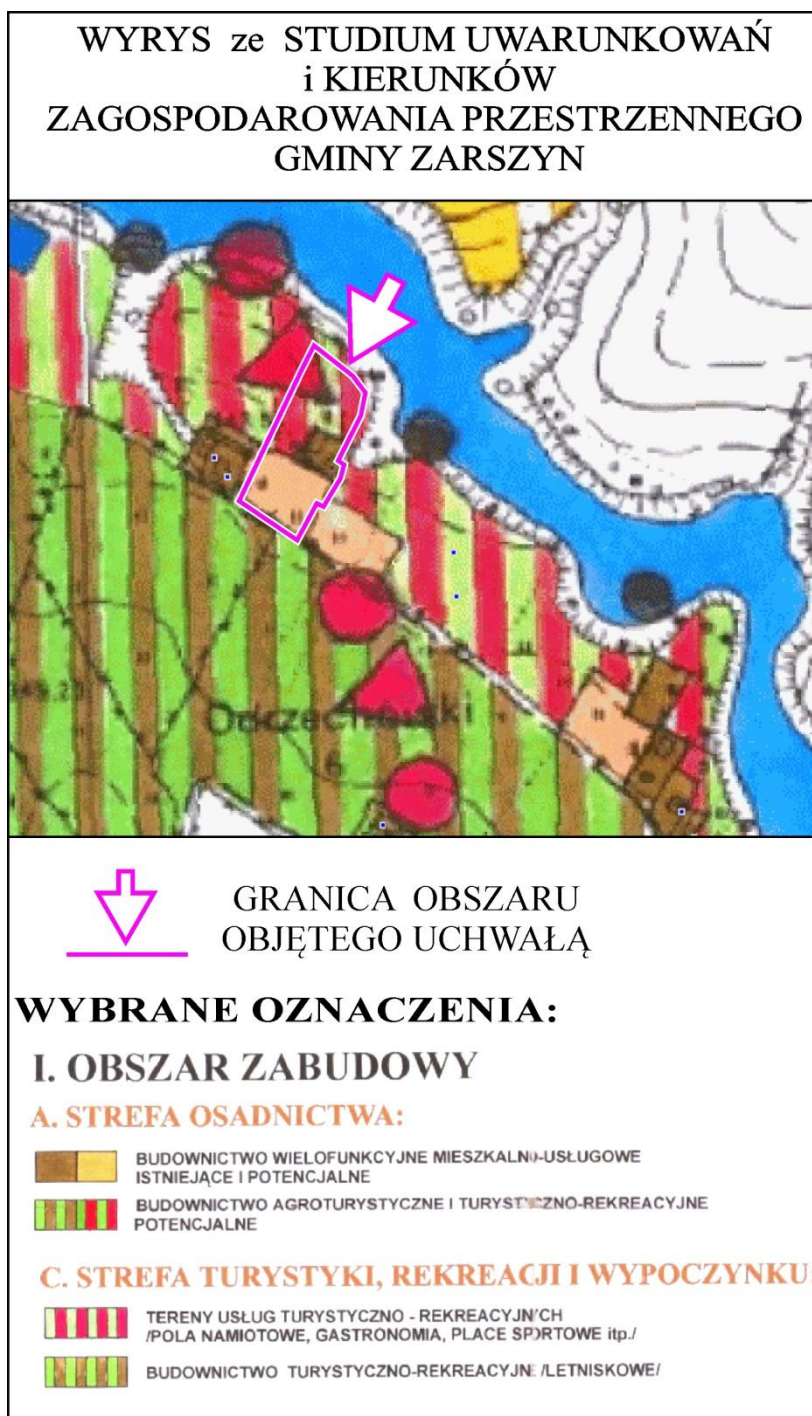 WYRYS ze STUDIUM UWARUNKOWAŃ
i KIERUNKÓW
ZAGOSPODAROWANIA PRZESTRZENNEGO
GMINY ZARSZYN
GRANICA OBSZARU
OBJĘTEGO UCHWAŁĄ
WYBRANE OZNACZENIA:
I. OBSZAR ZABUDOWY
A. STREFA OSADNICTWA:
BUDOWNICTWO WIELOFUNKCYJNE MIESZKALNO-USŁUGOWE
ISTNIEJĄCE I POTENCJALNE
BUDOWNICTWO AGROTURYSTYCZNE I TURYSTYCZNO-REKREACYJNE
POTENCJALNE
C. STREFA TURYSTYKI, REKREACJI I WYPOCZYNKU:
TERENY USŁUG TURYSTYCZNO - REKREACYJNYCH
/POLA NAMIOTOWE, GASTRONOMIA, PLACE SPORTOWE itp./
BUDOWNICTWO TURYSTYCZNO-REKREACYJNE /LETNISKOWE/